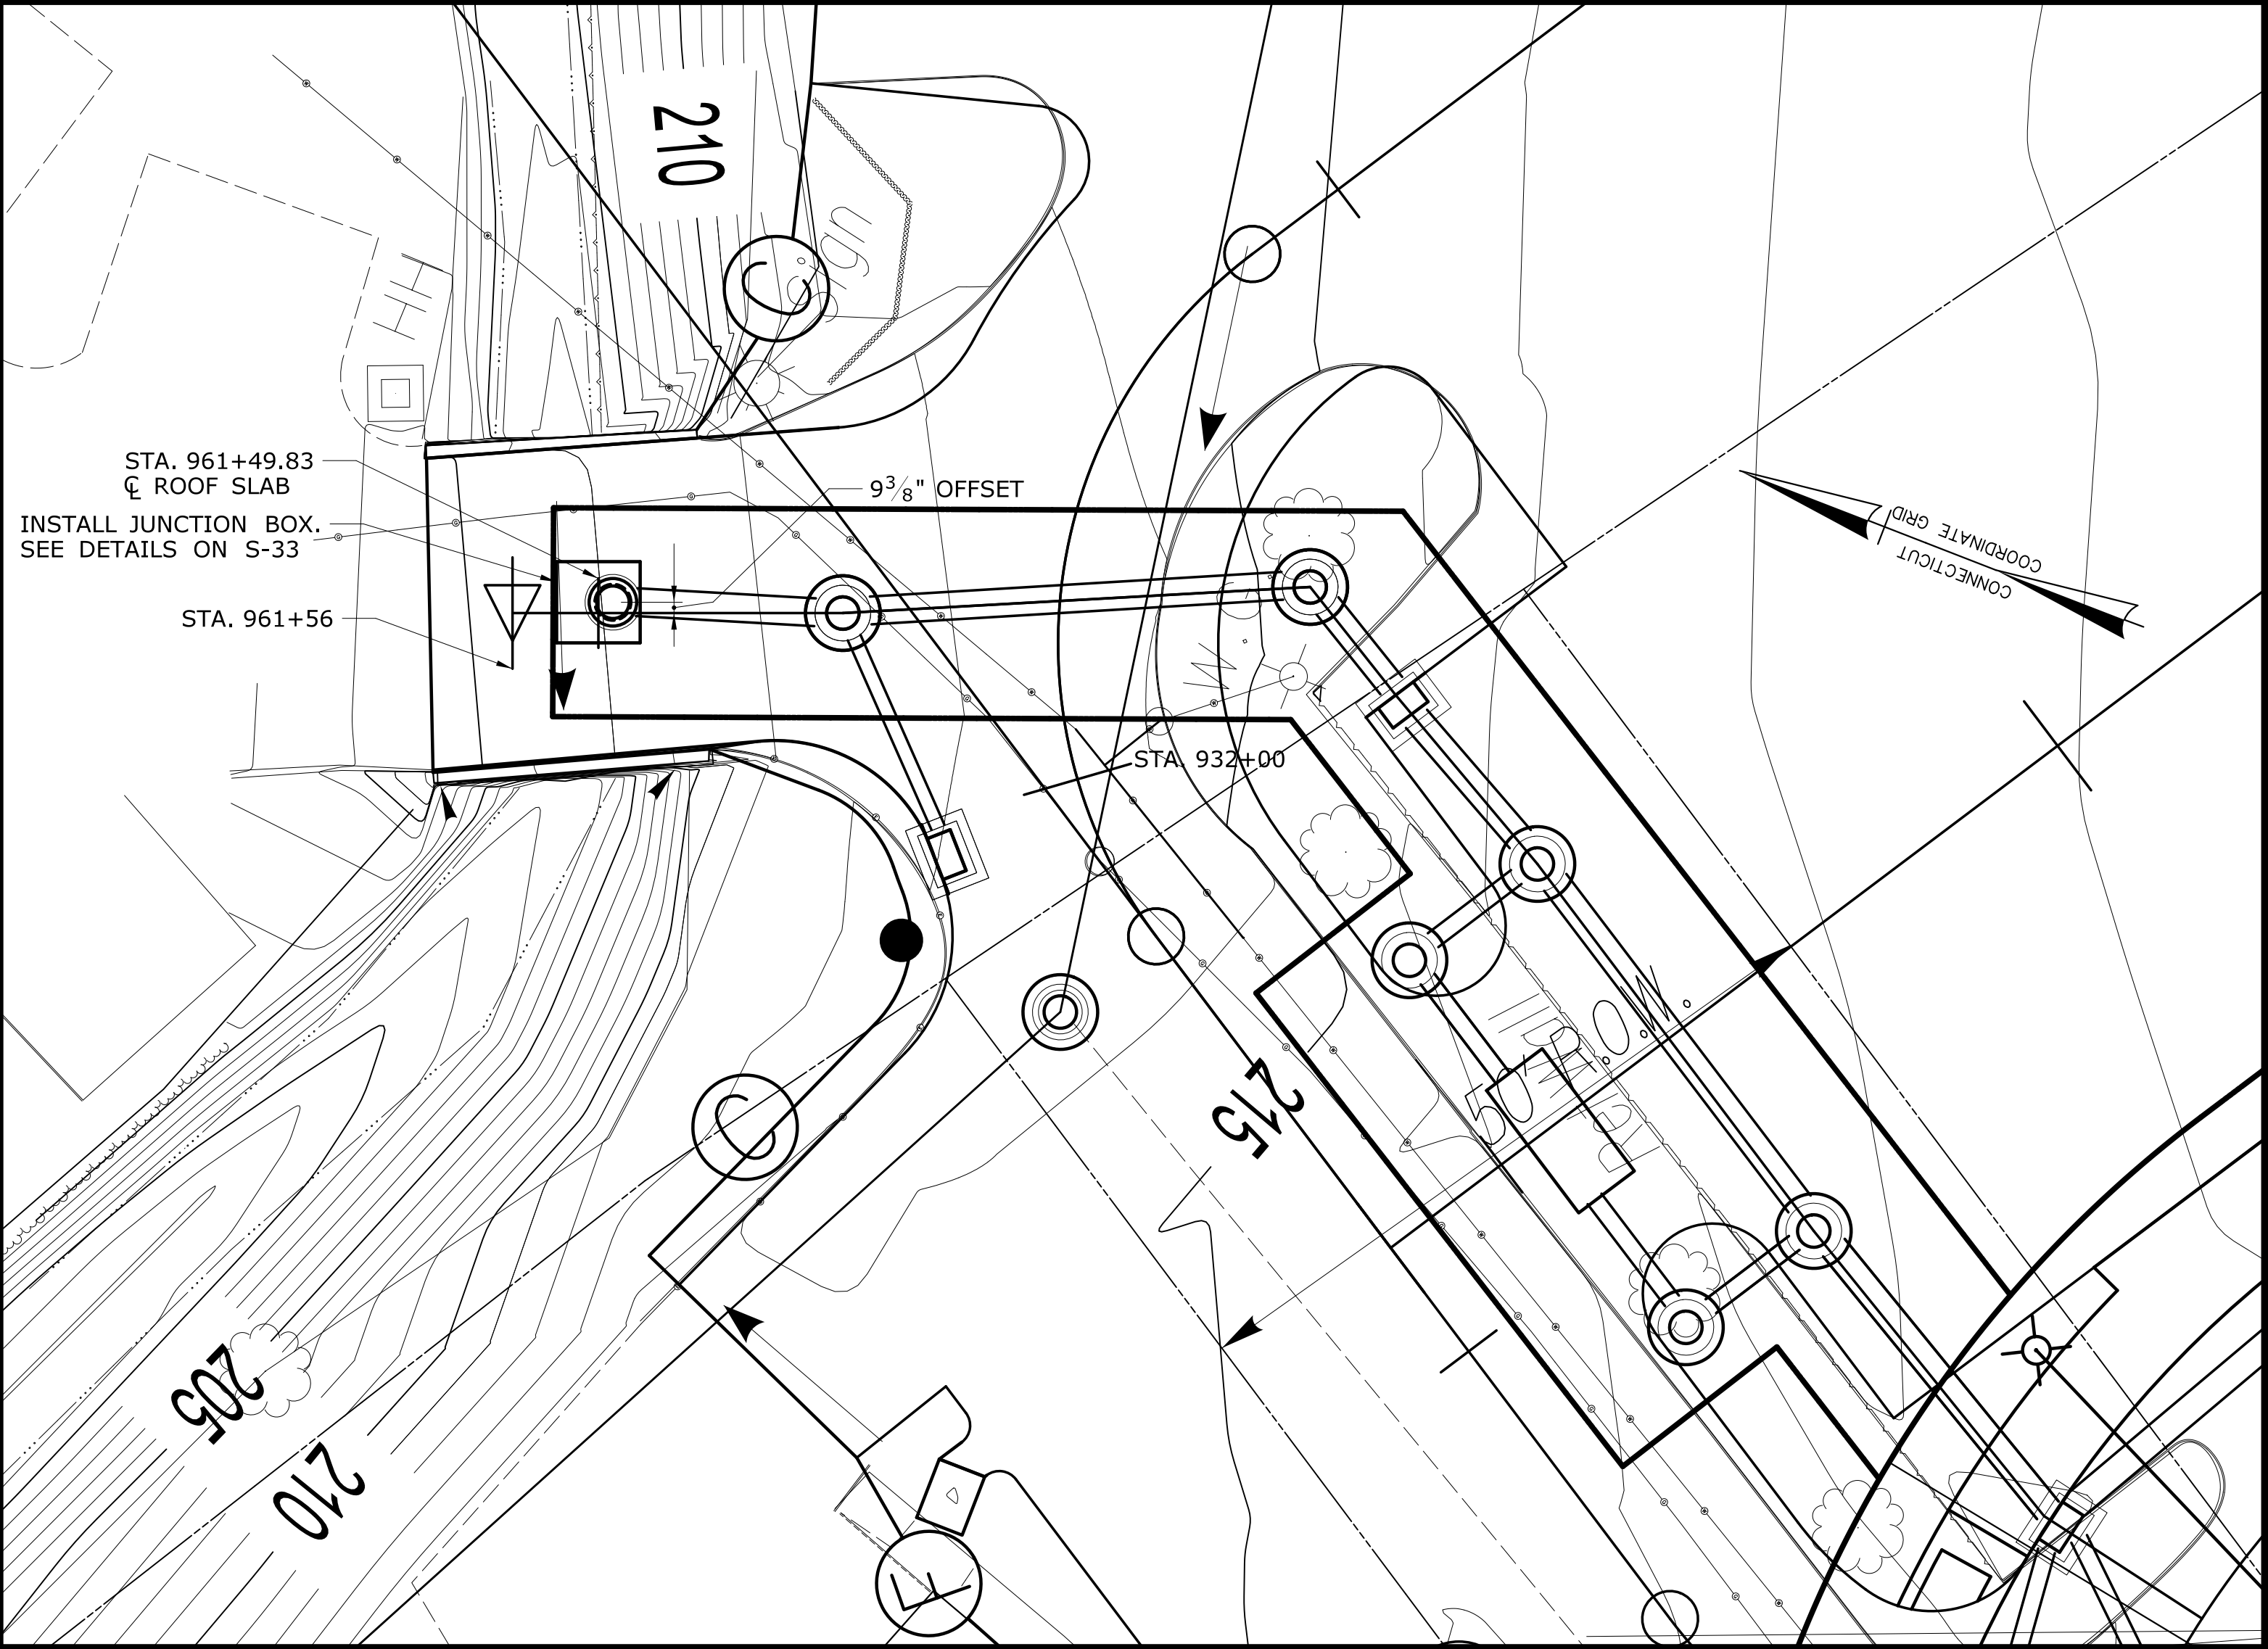 210
sign
H
STA. 961+49.83
℄ ROOF SLAB
9 3/8" OFFSET
INSTALL JUNCTION BOX.
SEE DETAILS ON S-33
COORDINATE GRID
CONNECTICUT
STA. 961+56
M
STA. 932+00
215
205
210